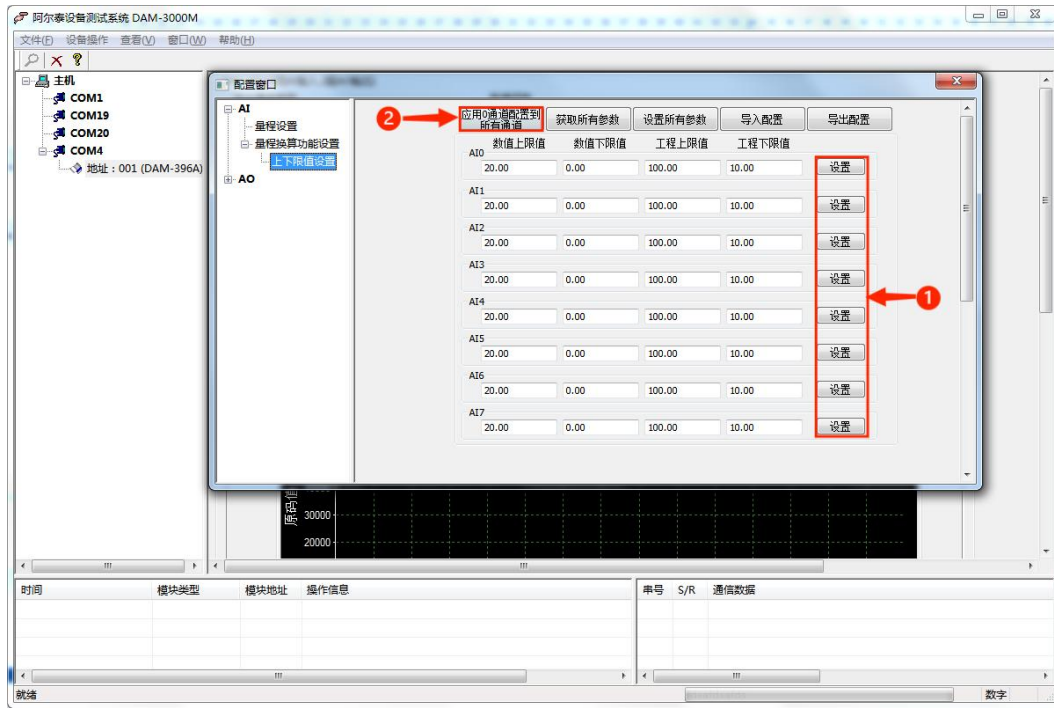 阿尔泰设备测试系统 DAM-3000M
文件(F) 设备操作 查看(V) 窗口(W) 帮助(H)
主机
COM1
COM19
COM20
COM4
地址：001 (DAM-396A)
配置窗口
AI
量程设置
量程换算功能设置
上下限值设置
AO
2
应用0通道配置到
所有通道
获取所有参数 设置所有参数 导入配置 导出配置
数值上限值 数值下限值 工程上限值 工程下限值
AI0
20.00 0.00 100.00 10.00 设置
AI1
20.00 0.00 100.00 10.00 设置
AI2
20.00 0.00 100.00 10.00 设置
AI3
20.00 0.00 100.00 10.00 设置
1
AI4
20.00 0.00 100.00 10.00 设置
AI5
20.00 0.00 100.00 10.00 设置
AI6
20.00 0.00 100.00 10.00 设置
AI7
20.00 0.00 100.00 10.00 设置
原码值
30000
20000
时间 模块类型 模块地址 操作信息
串号 S/R 通信数据
就绪 数字